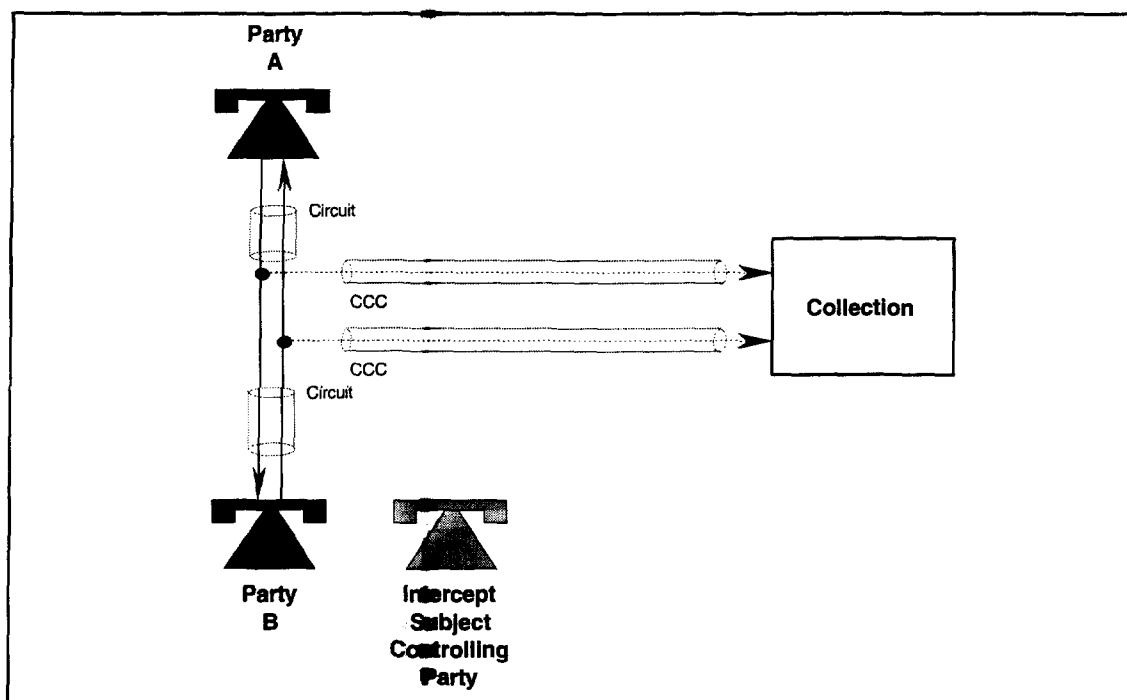 Party
A
Circuit
CCC
Collection
CCC
Circuit
Party
B
Intercept
Subject
Controlling
Party